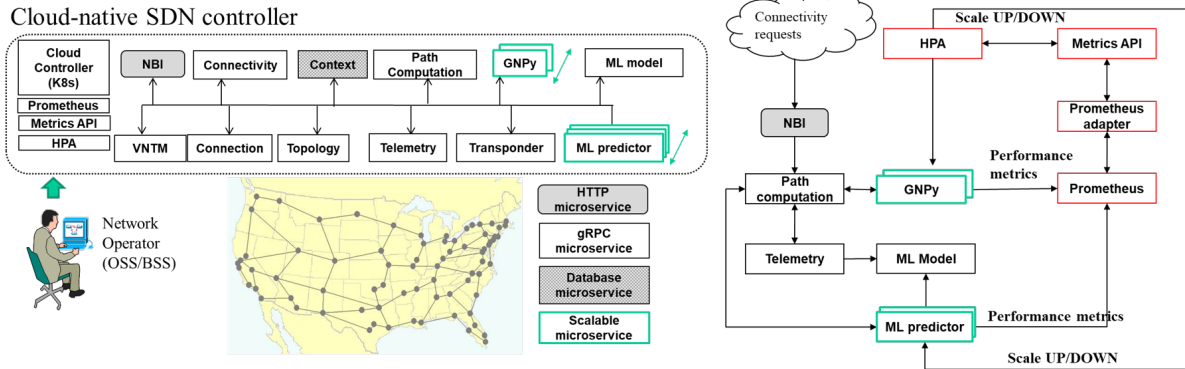 Cloud-native SDN controller
Cloud
Controller
(K8s)
Prometheus
Metrics API
HPA
NBI
Connectivity
Context
Path
Computation
GNPy
ML model
VNTM
Connection
Topology
Telemetry
Transponder
ML predictor
Network
Operator
(OSS/BSS)
HTTP
microservice
gRPC
microservice
Database
microservice
Scalable
microservice
Connectivity
requests
Scale UP/DOWN
HPA
Metrics API
NBI
Prometheus
adapter
Performance
metrics
Path
computation
GNPy
Prometheus
Telemetry
ML Model
ML predictor
Performance metrics
Scale UP/DOWN